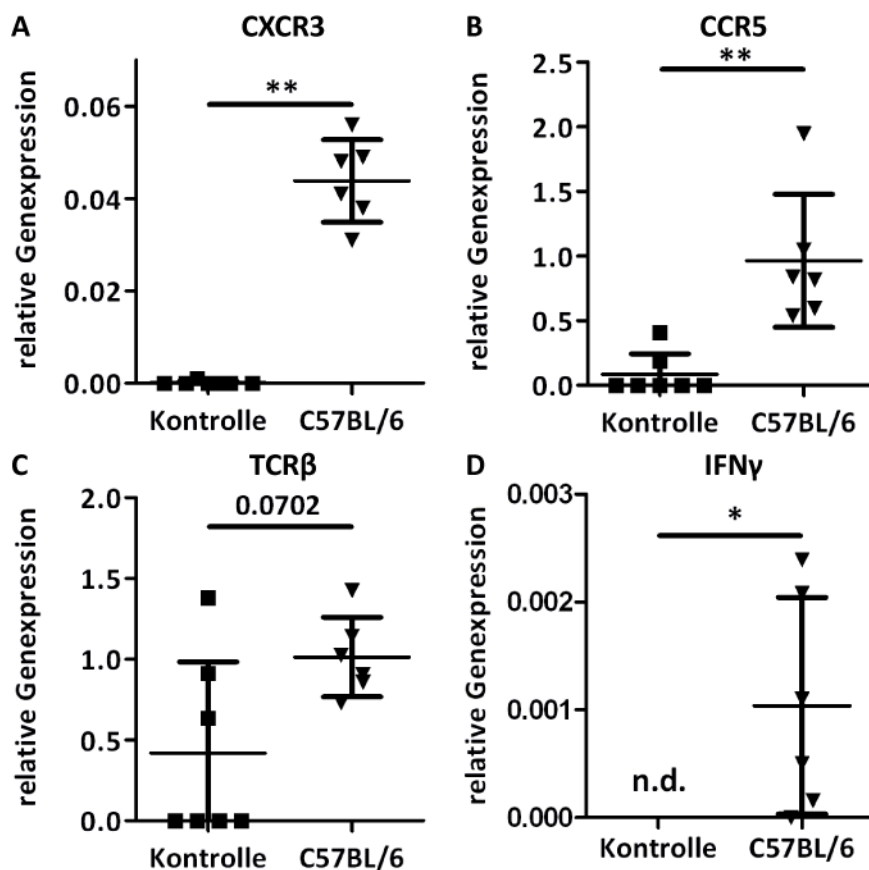 A CXCR3
**
relative Genexpression
0.06
0.04
0.02
0.00
Kontrolle C57BL/6
B CCR5
**
relative Genexpression
2.5
2.0
1.5
1.0
0.5
0.0
Kontrolle C57BL/6
C TCRβ
0.0702
relative Genexpression
2.0
1.5
1.0
0.5
0.0
Kontrolle C57BL/6
D IFNγ
*
relative Genexpression
0.003
0.002
0.001
0.000
n.d.
Kontrolle C57BL/6